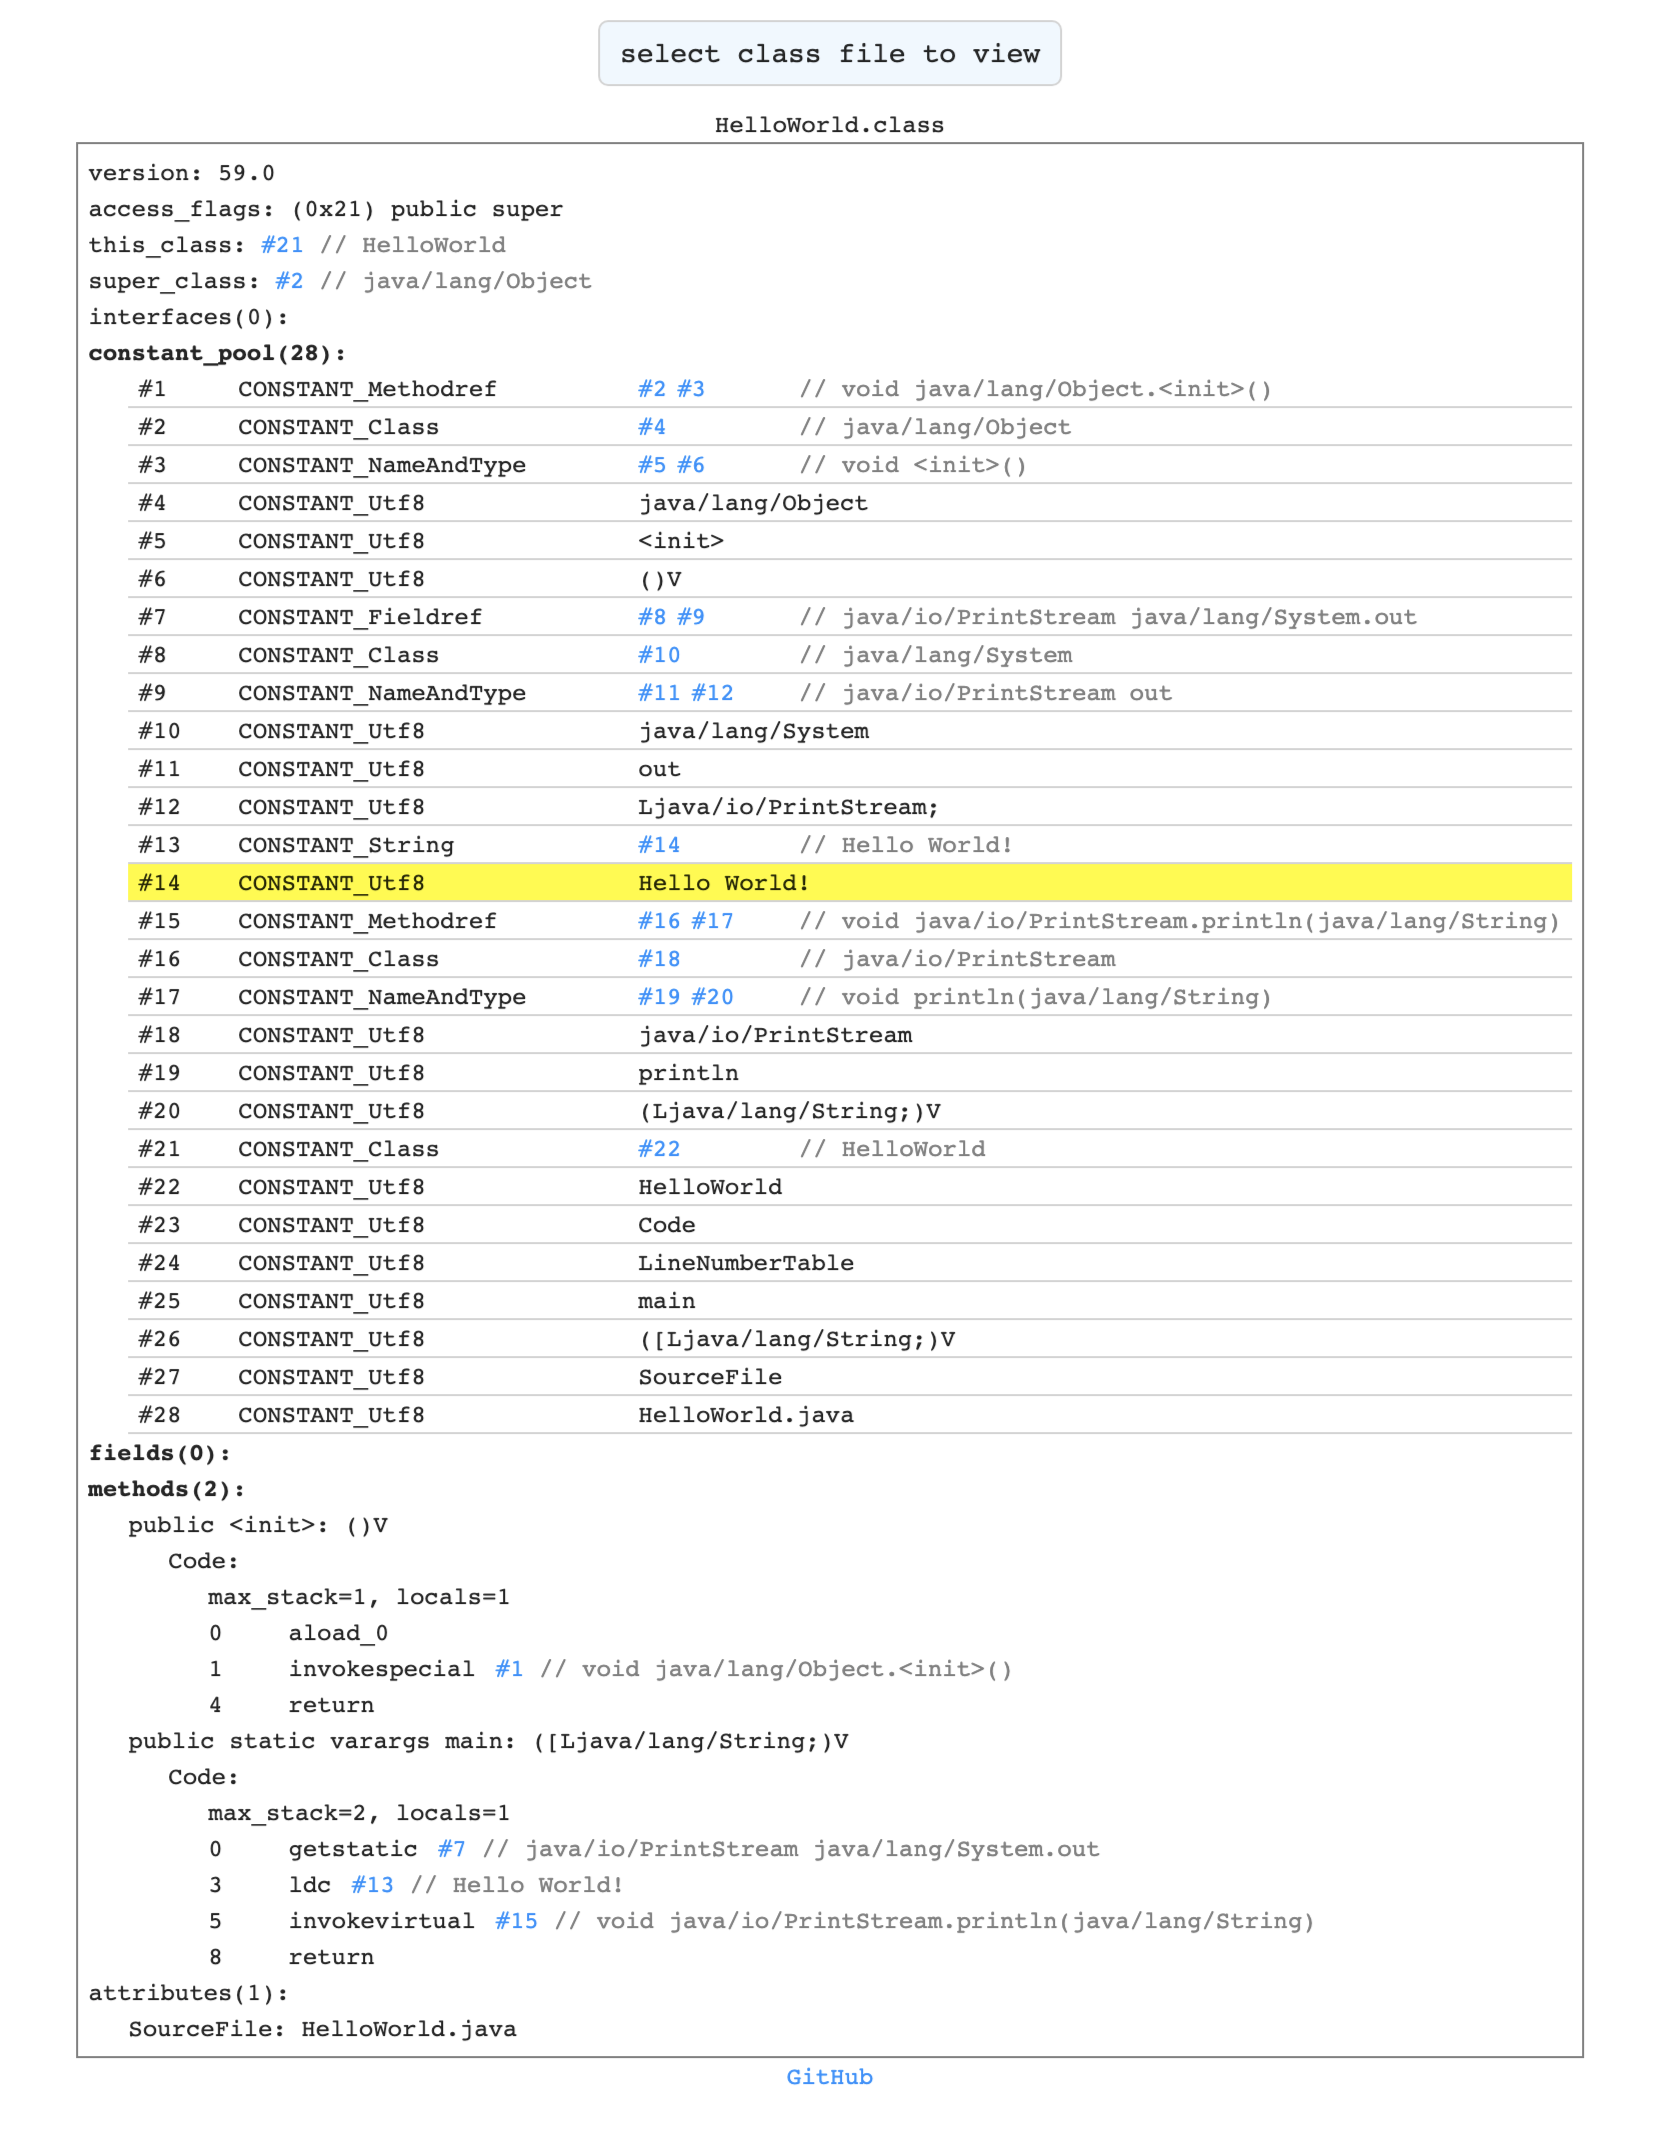 select class file to view
HelloWorld.class
version: 59.0
access_flags: (0x21) public super
this_class: #21 // HelloWorld
super_class: #2 // java/lang/Object
interfaces(0):
constant_pool(28):
#1 CONSTANT_Methodref #2 #3 // void java/lang/Object.<init>()
#2 CONSTANT_Class #4 // java/lang/Object
#3 CONSTANT_NameAndType #5 #6 // void <init>()
#4 CONSTANT_Utf8 java/lang/Object
#5 CONSTANT_Utf8 <init>
#6 CONSTANT_Utf8 ()V
#7 CONSTANT_Fieldref #8 #9 // java/io/PrintStream java/lang/System.out
#8 CONSTANT_Class #10 // java/lang/System
#9 CONSTANT_NameAndType #11 #12 // java/io/PrintStream out
#10 CONSTANT_Utf8 java/lang/System
#11 CONSTANT_Utf8 out
#12 CONSTANT_Utf8 Ljava/io/PrintStream;
#13 CONSTANT_String #14 // Hello World!
#14 CONSTANT_Utf8 Hello World!
#15 CONSTANT_Methodref #16 #17 // void java/io/PrintStream.println(java/lang/String)
#16 CONSTANT_Class #18 // java/io/PrintStream
#17 CONSTANT_NameAndType #19 #20 // void println(java/lang/String)
#18 CONSTANT_Utf8 java/io/PrintStream
#19 CONSTANT_Utf8 println
#20 CONSTANT_Utf8 (Ljava/lang/String;)V
#21 CONSTANT_Class #22 // HelloWorld
#22 CONSTANT_Utf8 HelloWorld
#23 CONSTANT_Utf8 Code
#24 CONSTANT_Utf8 LineNumberTable
#25 CONSTANT_Utf8 main
#26 CONSTANT_Utf8 ([Ljava/lang/String;)V
#27 CONSTANT_Utf8 SourceFile
#28 CONSTANT_Utf8 HelloWorld.java
fields(0):
methods(2):
public <init>: ()V
Code:
max_stack=1, locals=1
0 aload_0
1 invokespecial #1 // void java/lang/Object.<init>()
4 return
public static varargs main: ([Ljava/lang/String;)V
Code:
max_stack=2, locals=1
0 getstatic #7 // java/io/PrintStream java/lang/System.out
3 ldc #13 // Hello World!
5 invokevirtual #15 // void java/io/PrintStream.println(java/lang/String)
8 return
attributes(1):
SourceFile: HelloWorld.java
GitHub